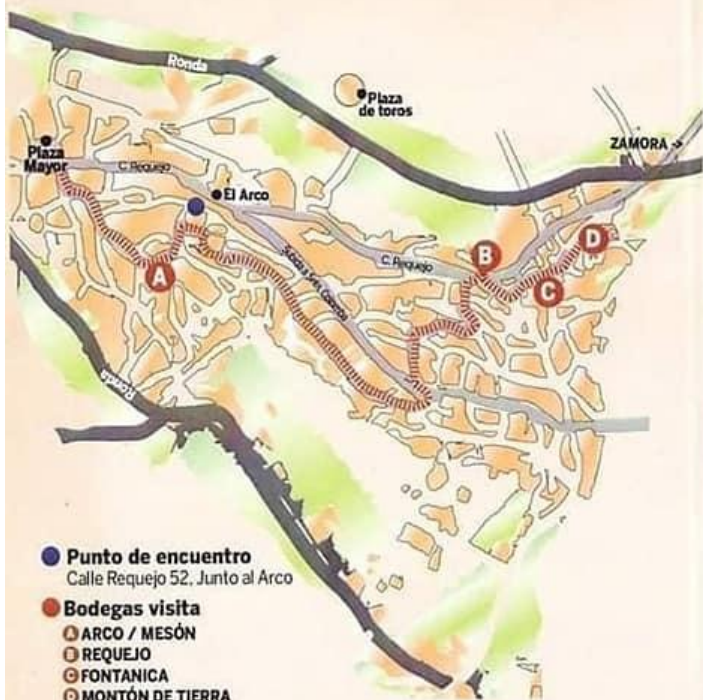 Ronda
Plaza
de toros
ZAMORA
Plaza
Mayor
C. Requejo
El Arco
B
D
C. Requejo
A
C
Ronda
Punto de encuentro
Calle Requejo 52, Junto al Arco
Bodegas visita
A ARCO / MESÓN
B REQUEJO
C FONTANICA
D MONTÓN DE TIERRA